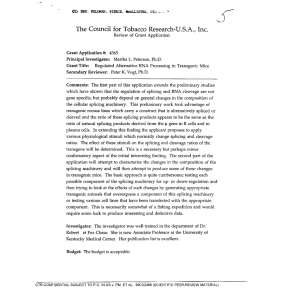 CC: DRS. FELDMAN, PIERCE, McALLISTER,
5
The Council for Tobacco Research-U.S.A., Inc.
Review of Grant Application
Grant Application # 4365
Principal Investigator: Martha L. Peterson, Ph.D.
Grant Title: Regulated Alternative RNA Processing in Transgenic Mice
Secondary Reviewer: Peter K. Vogt, Ph.D.
Comments: The first part of this application extends the preliminary studies
which have shown that the regulation of splicing and RNA cleavage are not
gene specific, but probably depend on general changes in the composition of
the cellular splicing machinery. This preliminary work took advantage of
transgenic mouse lines which carry a construct that is alternatively spliced or
cleaved and the ratio of these splicing products appears to be the same as the
ratio of natural splicing products derived from the µ gene in B cells and in
plasma cells. In extending this finding the applicant proposes to apply
various physiological stimuli which normally change splicing and cleavage
ratios. The effect of these stimuli on the splicing and cleavage ratios of the
transgene will be determined. This is a necessary but perhaps minor
confirmatory aspect of the initial interesting finding. The second part of the
application will attempt to characterize the changes in the composition of the
splicing machinery and will then attempt to produce some of these changes
in transgenic mice. The basic approach is quite cumbersome; testing each
possible component of the splicing machinery for up- or down regulation and
then trying to look at the effects of such changes by generating appropriate
transgenic animals that overexpress a component of this splicing machinery
or testing various cell lines that have been transfected with the appropriate
component. This is necessarily somewhat of a fishing expedition and would
require some luck to produce interesting and definitive data.
Investigator: The investigator was well trained in the department of Dr.
Robert at Fox Chase. She is now Associate Professor at the University of
Kentucky Medical Center. Her publication list is excellent.
Budget: The budget is acceptable.